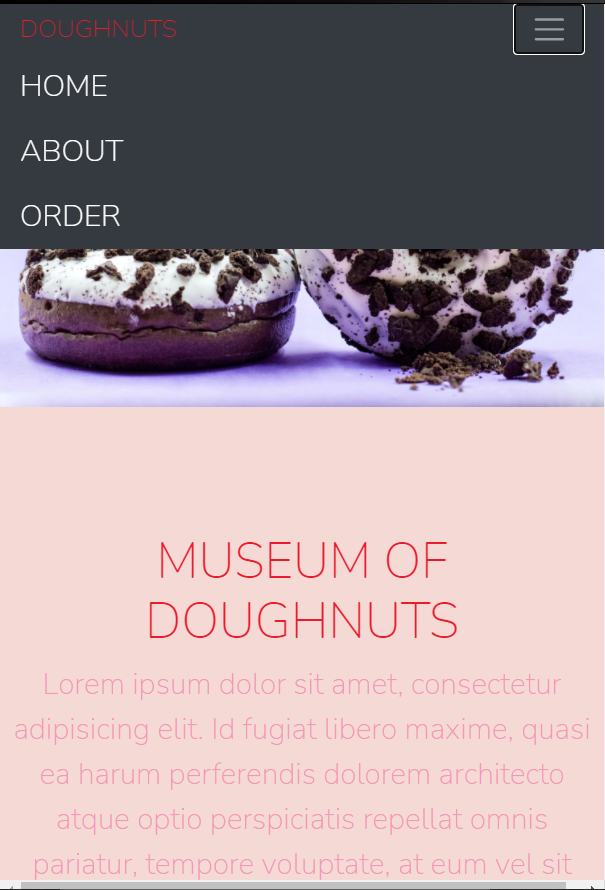 DOUGHNUTS
HOME
ABOUT
ORDER
MUSEUM OF
DOUGHNUTS
Lorem ipsum dolor sit amet, consectetur
adipisicing elit. Id fugiat libero maxime, quasi
ea harum perferendis dolorem architecto
atque optio perspiciatis repellat omnis
pariatur, tempore voluptate, at eum vel sit